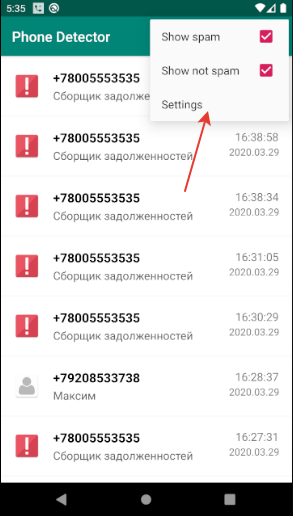 5:35
Phone Detector
Show spam
Show not spam
Settings
+78005553535
Сборщик задолже
+78005553535
16:38:58
Сборщик задолженностей
2020.03.29
+78005553535
16:38:34
Сборщик задолженностей
2020.03.29
+78005553535
16:31:05
Сборщик задолженностей
2020.03.29
+78005553535
16:30:29
Сборщик задолженностей
2020.03.29
+79208533738
16:28:37
Максим
2020.03.29
+78005553535
16:27:31
Сборщик задолженностей
2020.03.29